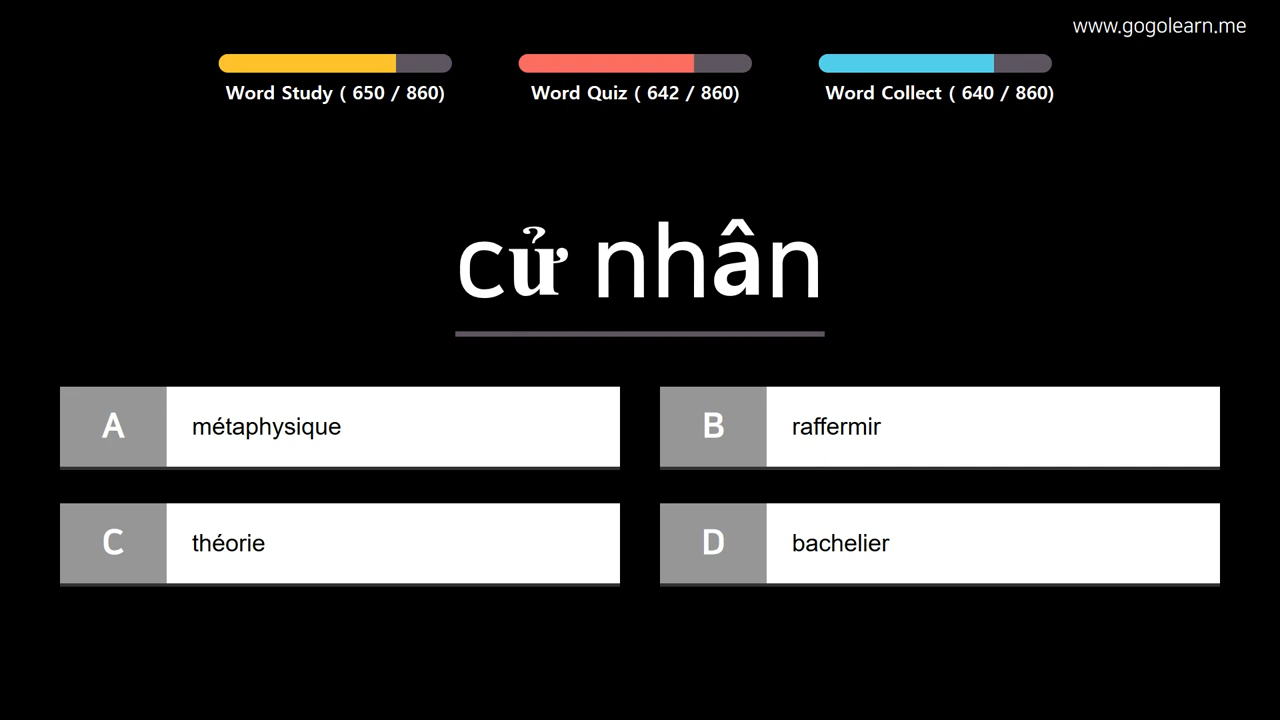 www.gogolearn.me
Word Study ( 650 / 860)
Word Quiz ( 642 / 860)
Word Collect ( 640 / 860)
cử nhân
A
métaphysique
B
raffermir
C
théorie
D
bachelier